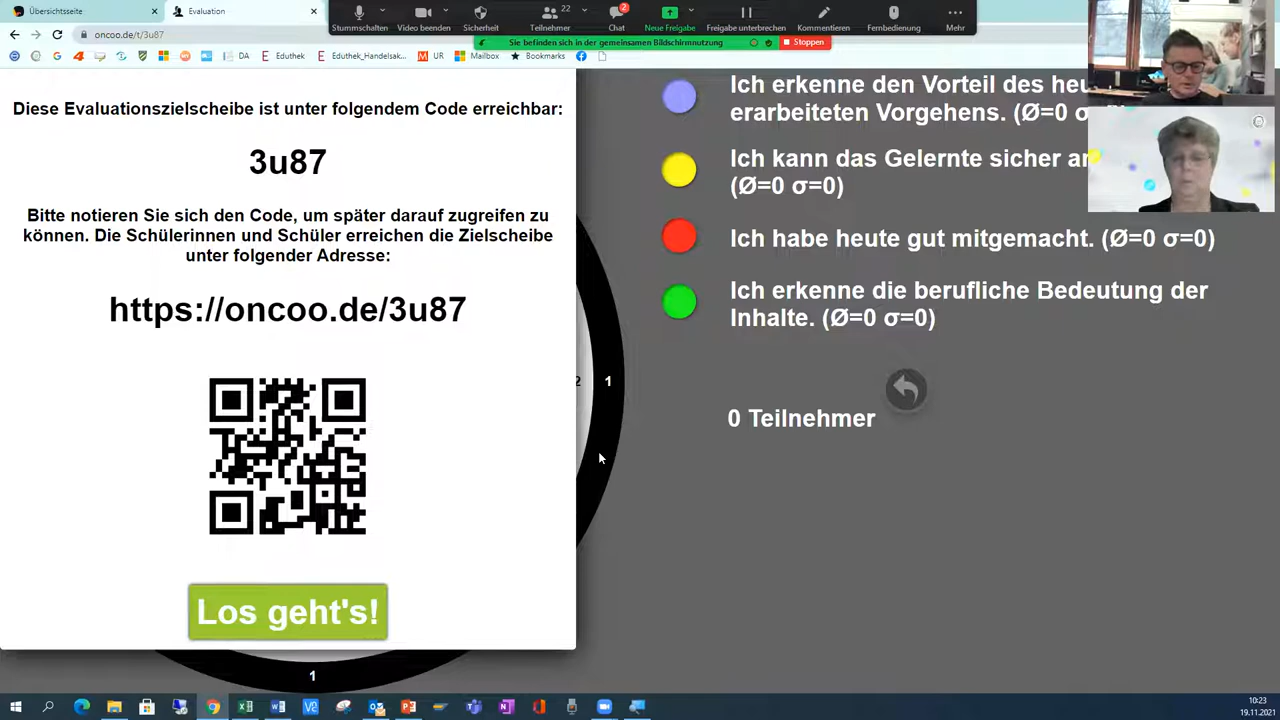 Übersichtsseite
Evaluation
oncoo.de/t/3u87
DA
Eduthek
Eduthek_Handelsak...
UR
Mailbox
Bookmarks
Stummschalten
Video beenden
Sicherheit
22
Teilnehmer
2
Chat
Neue Freigabe
Freigabe unterbrechen
Kommentieren
Fernbedienung
Mehr
Sie befinden sich in der gemeinsamen Bildschirmnutzung
Stoppen
Diese Evaluationszielscheibe ist unter folgendem Code erreichbar:
3u87
Bitte notieren Sie sich den Code, um später darauf zugreifen zu
können. Die Schülerinnen und Schüler erreichen die Zielscheibe
unter folgender Adresse:
https://oncoo.de/3u87
Los geht's!
2
1
1
Ich erkenne den Vorteil des
erarbeiteten Vorgehens. (Ø=0
Ich kann das Gelernte sicher
(Ø=0 σ=0)
Ich habe heute gut mitgemacht. (Ø=0 σ=0)
Ich erkenne die berufliche Bedeutung der
Inhalte. (Ø=0 σ=0)
0 Teilnehmer
10:23
19.11.2021